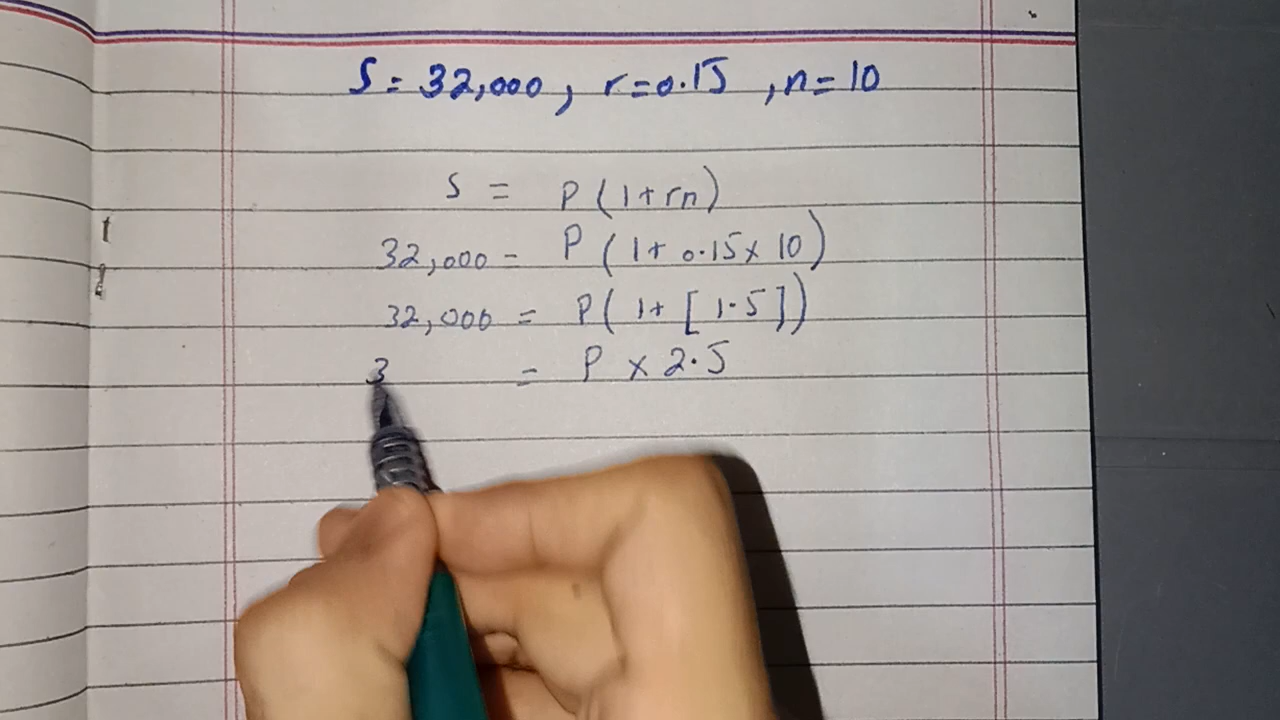 S = 32,000 , r=0.15 , n= 10
S = P (1+rn)
32,000 = P ( 1+ 0.15 x 10 )
32,000 = P( 1+ [ 1.5 ] )
3 = P x 2.5